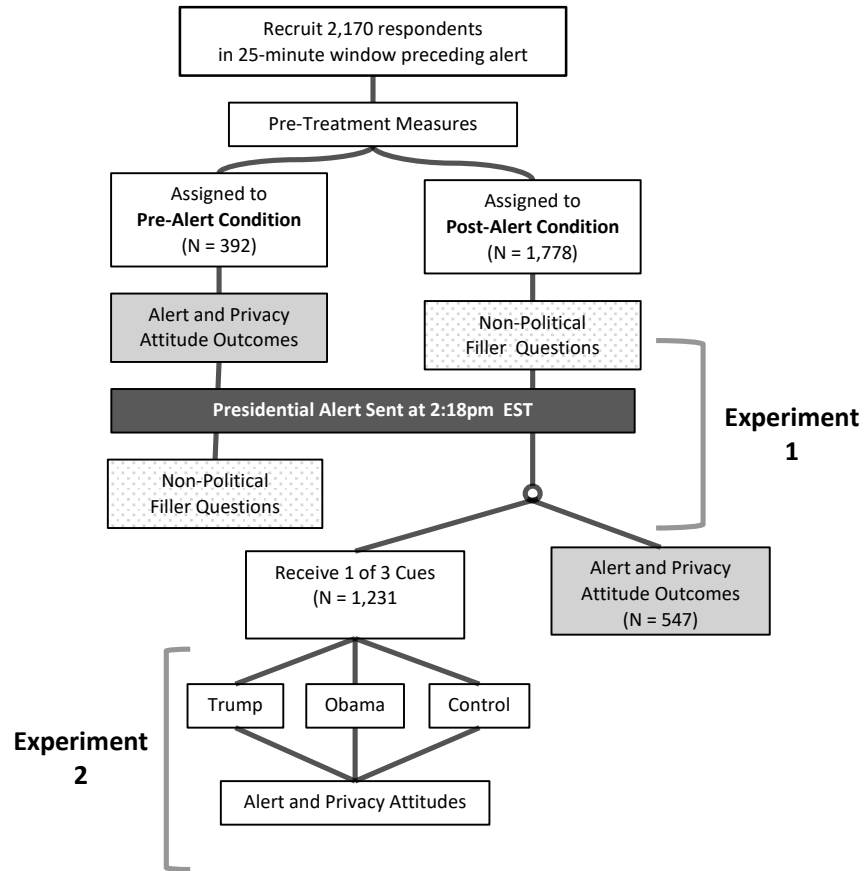 Recruit 2,170 respondents
in 25-minute window preceding alert
Pre-Treatment Measures
Assigned to
Pre-Alert Condition
(N = 392)
Assigned to
Post-Alert Condition
(N = 1,778)
Alert and Privacy
Attitude Outcomes
Non-Political
Filler Questions
Presidential Alert Sent at 2:18pm EST
Experiment
1
Non-Political
Filler Questions
Receive 1 of 3 Cues
(N = 1,231
Alert and Privacy
Attitude Outcomes
(N = 547)
Trump
Obama
Control
Experiment
2
Alert and Privacy Attitudes